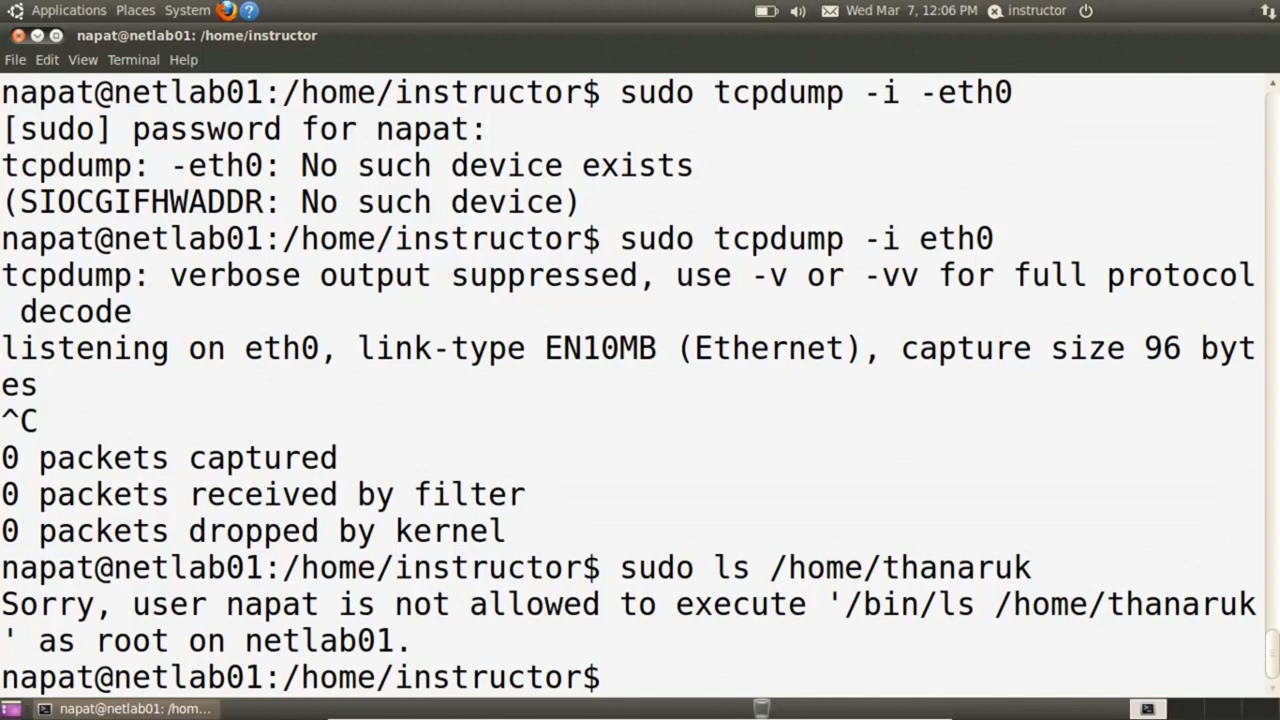 Applications Places System Wed Mar 7, 12:06 PM instructor
napat@netlab01: /home/instructor
File Edit View Terminal Help
napat@netlab01:/home/instructor$ sudo tcpdump -i -eth0
[sudo] password for napat:
tcpdump: -eth0: No such device exists
(SIOCGIFHWADDR: No such device)
napat@netlab01:/home/instructor$ sudo tcpdump -i eth0
tcpdump: verbose output suppressed, use -v or -vv for full protocol
 decode
listening on eth0, link-type EN10MB (Ethernet), capture size 96 byt
es
^C
0 packets captured
0 packets received by filter
0 packets dropped by kernel
napat@netlab01:/home/instructor$ sudo ls /home/thanaruk
Sorry, user napat is not allowed to execute '/bin/ls /home/thanaruk
' as root on netlab01.
napat@netlab01:/home/instructor$
napat@netlab01: /hom...